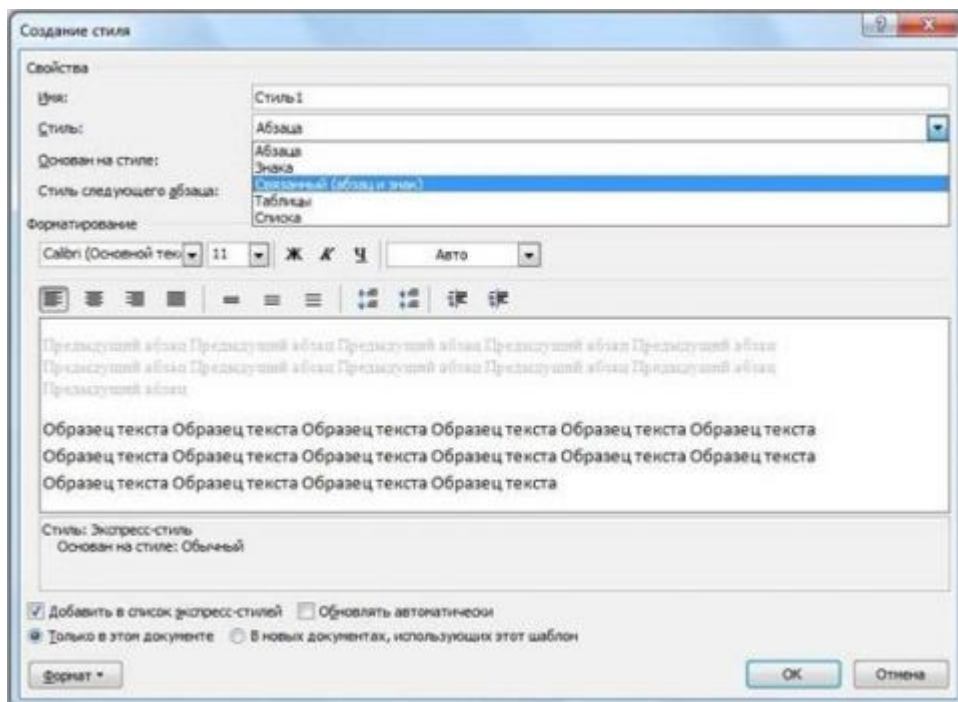 Создание стиля
Свойства
Имя: Стиль1
Стиль: Абзаца
Абзаца
Основан на стиле: Знака
Связанный (абзац и знак)
Стиль следующего абзаца: Таблицы
Списка
Форматирование
Calibri (Основной тек 11 Ж К Ч Авто
Предыдущий абзац Предыдущий абзац Предыдущий абзац Предыдущий абзац Предыдущий абзац
Предыдущий абзац Предыдущий абзац Предыдущий абзац Предыдущий абзац Предыдущий абзац
Предыдущий абзац
Образец текста Образец текста Образец текста Образец текста Образец текста Образец текста
Образец текста Образец текста Образец текста Образец текста Образец текста Образец текста
Образец текста Образец текста Образец текста Образец текста
Стиль: Экспресс-стиль
Основан на стиле: Обычный
Добавить в список экспресс-стилей Обновлять автоматически
Только в этом документе В новых документах, использующих этот шаблон
Формат ОК Отмена